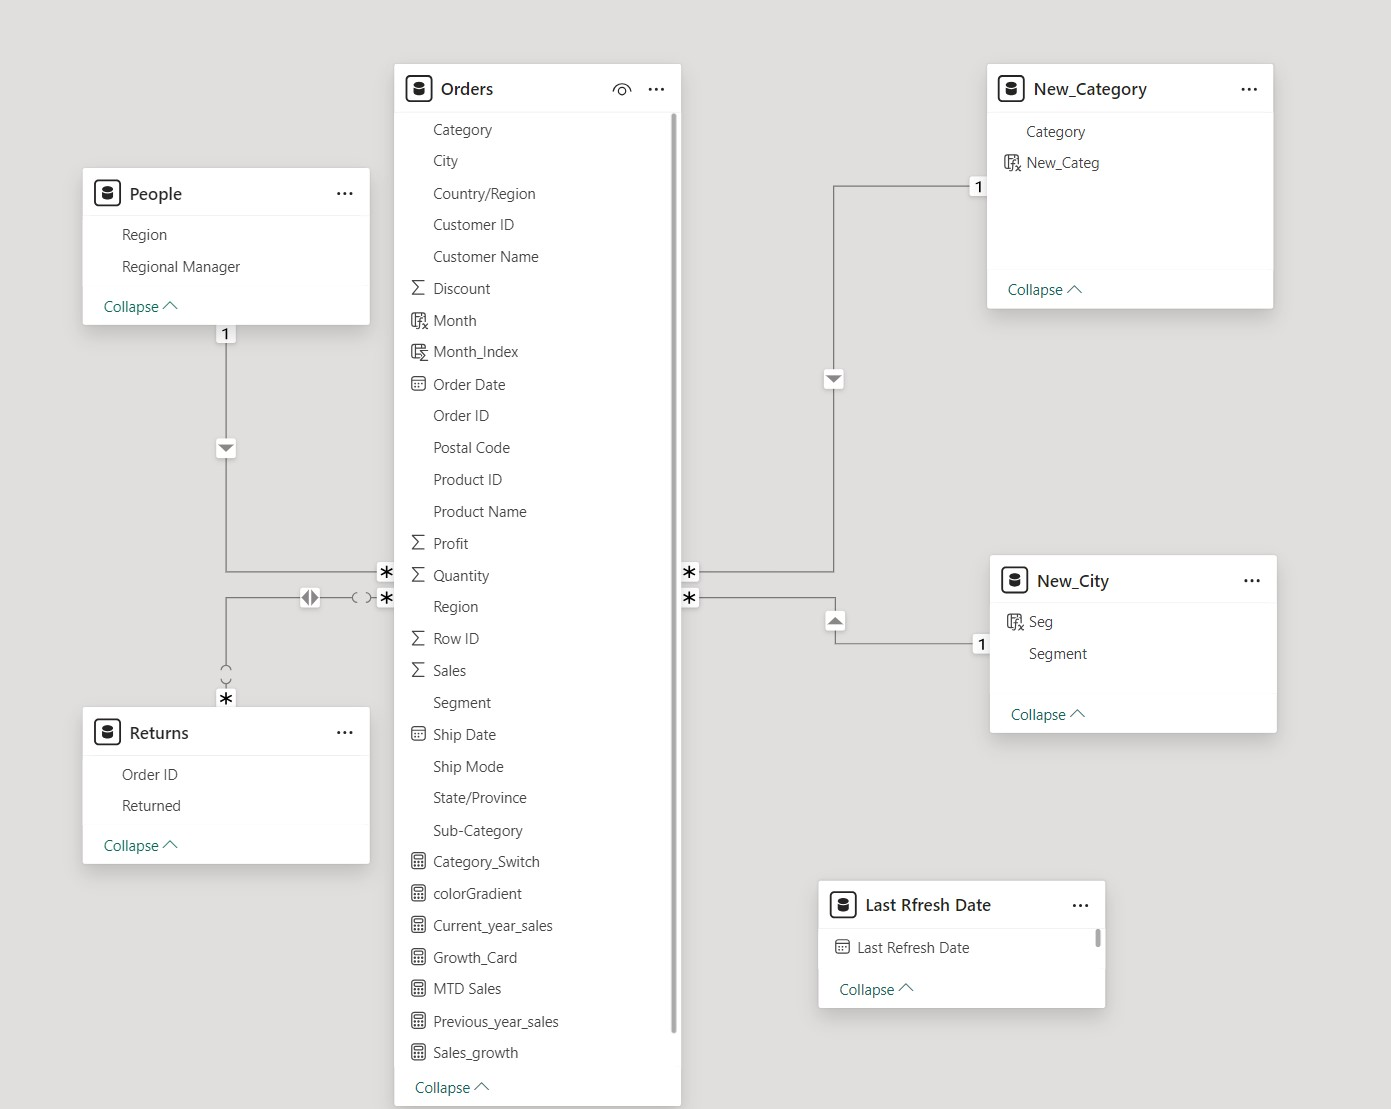 People
Region
Regional Manager
Collapse
1
*
*
Returns
Order ID
Returned
Collapse
*
Orders
Category
City
Country/Region
Customer ID
Customer Name
Discount
Month
Month_Index
Order Date
Order ID
Postal Code
Product ID
Product Name
Profit
Quantity
Region
Row ID
Sales
Segment
Ship Date
Ship Mode
State/Province
Sub-Category
Category_Switch
colorGradient
Current_year_sales
Growth_Card
MTD Sales
Previous_year_sales
Sales_growth
Collapse
*
*
New_Category
Category
New_Categ
Collapse
1
New_City
Seg
Segment
Collapse
1
Last Rfresh Date
Last Refresh Date
Collapse